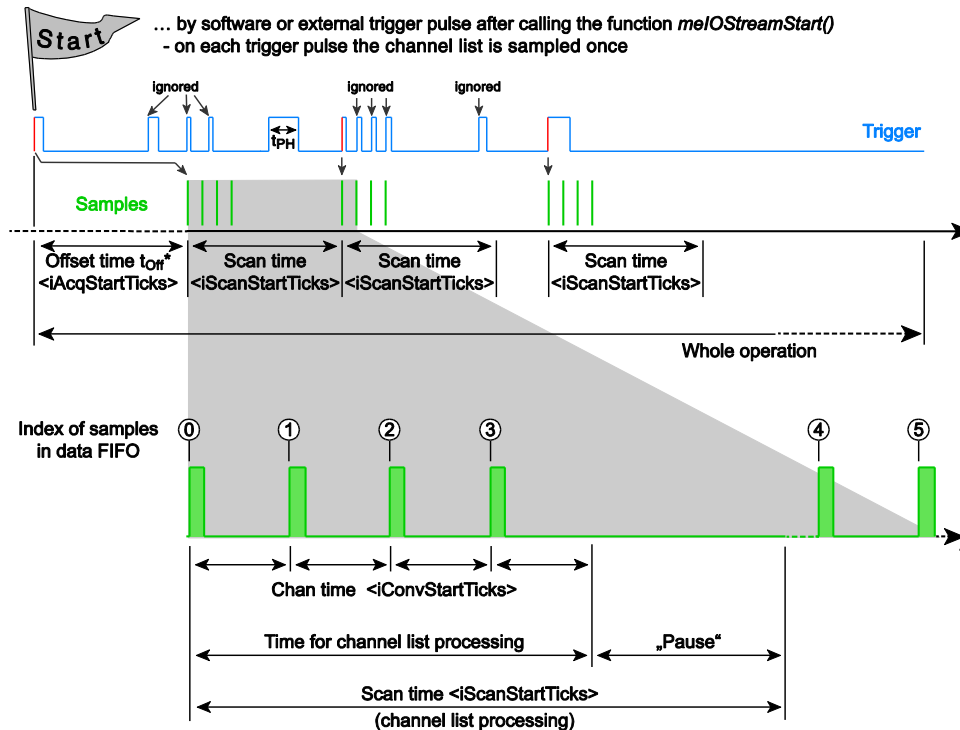 Start
... by software or external trigger pulse after calling the function meIOStreamStart()
- on each trigger pulse the channel list is sampled once
ignored
ignored
ignored
tPH
Trigger
Samples
Offset time tOff*
<iAcqStartTicks>
Scan time
<iScanStartTicks>
Scan time
<iScanStartTicks>
Scan time
<iScanStartTicks>
Whole operation
Index of samples
in data FIFO
0
1
2
3
4
5
Chan time <iConvStartTicks>
Time for channel list processing
„Pause“
Scan time <iScanStartTicks>
(channel list processing)